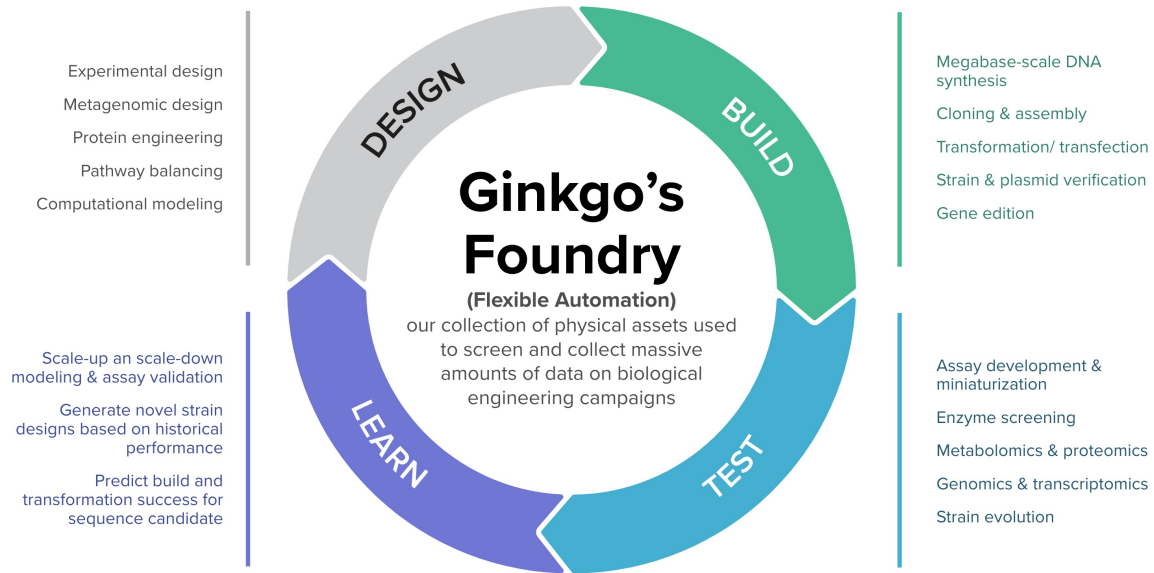 DESIGN
Experimental design
Metagenomic design
Protein engineering
Pathway balancing
Computational modeling
BUILD
Megabase-scale DNA
synthesis
Cloning & assembly
Transformation/ transfection
Strain & plasmid verification
Gene edition
Ginkgo’s
Foundry
(Flexible Automation)
our collection of physical assets used
to screen and collect massive
amounts of data on biological
engineering campaigns
TEST
Assay development &
miniaturization
Enzyme screening
Metabolomics & proteomics
Genomics & transcriptomics
Strain evolution
LEARN
Scale-up an scale-down
modeling & assay validation
Generate novel strain
designs based on historical
performance
Predict build and
transformation success for
sequence candidate